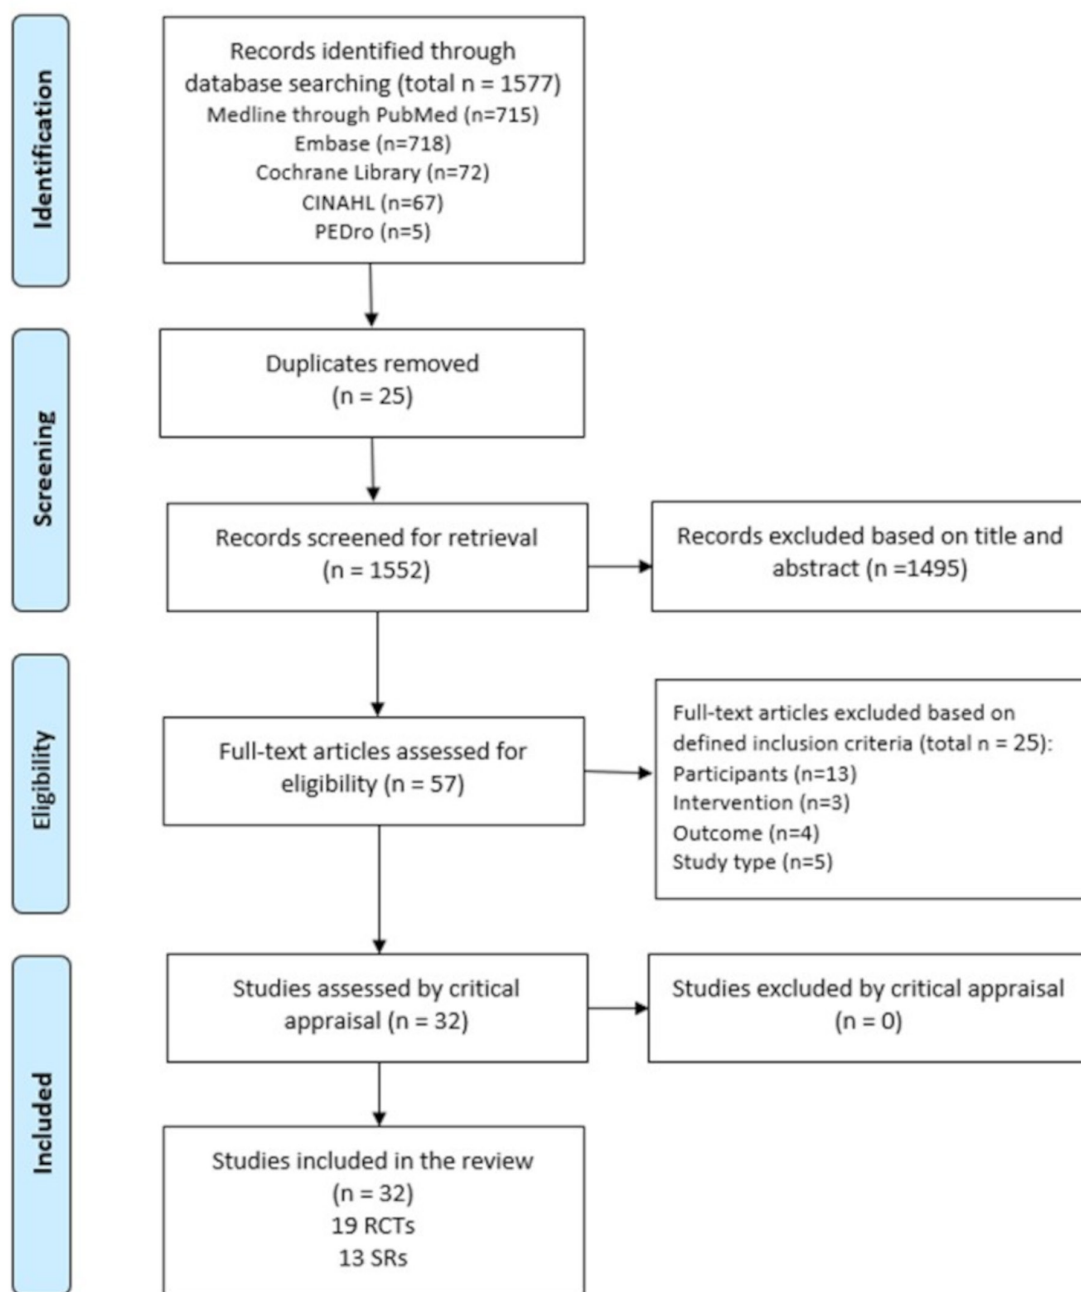 Identification
Records identified through
database searching (total n = 1577)
Medline through PubMed (n=715)
Embase (n=718)
Cochrane Library (n=72)
CINAHL (n=67)
PEDro (n=5)
Screening
Duplicates removed
(n = 25)
Records screened for retrieval
(n = 1552)
Records excluded based on title and
abstract (n =1495)
Eligibility
Full-text articles assessed for
eligibility (n = 57)
Full-text articles excluded based on
defined inclusion criteria (total n = 25):
Participants (n=13)
Intervention (n=3)
Outcome (n=4)
Study type (n=5)
Included
Studies assessed by critical
appraisal (n = 32)
Studies excluded by critical appraisal
(n = 0)
Studies included in the review
(n = 32)
19 RCTs
13 SRs